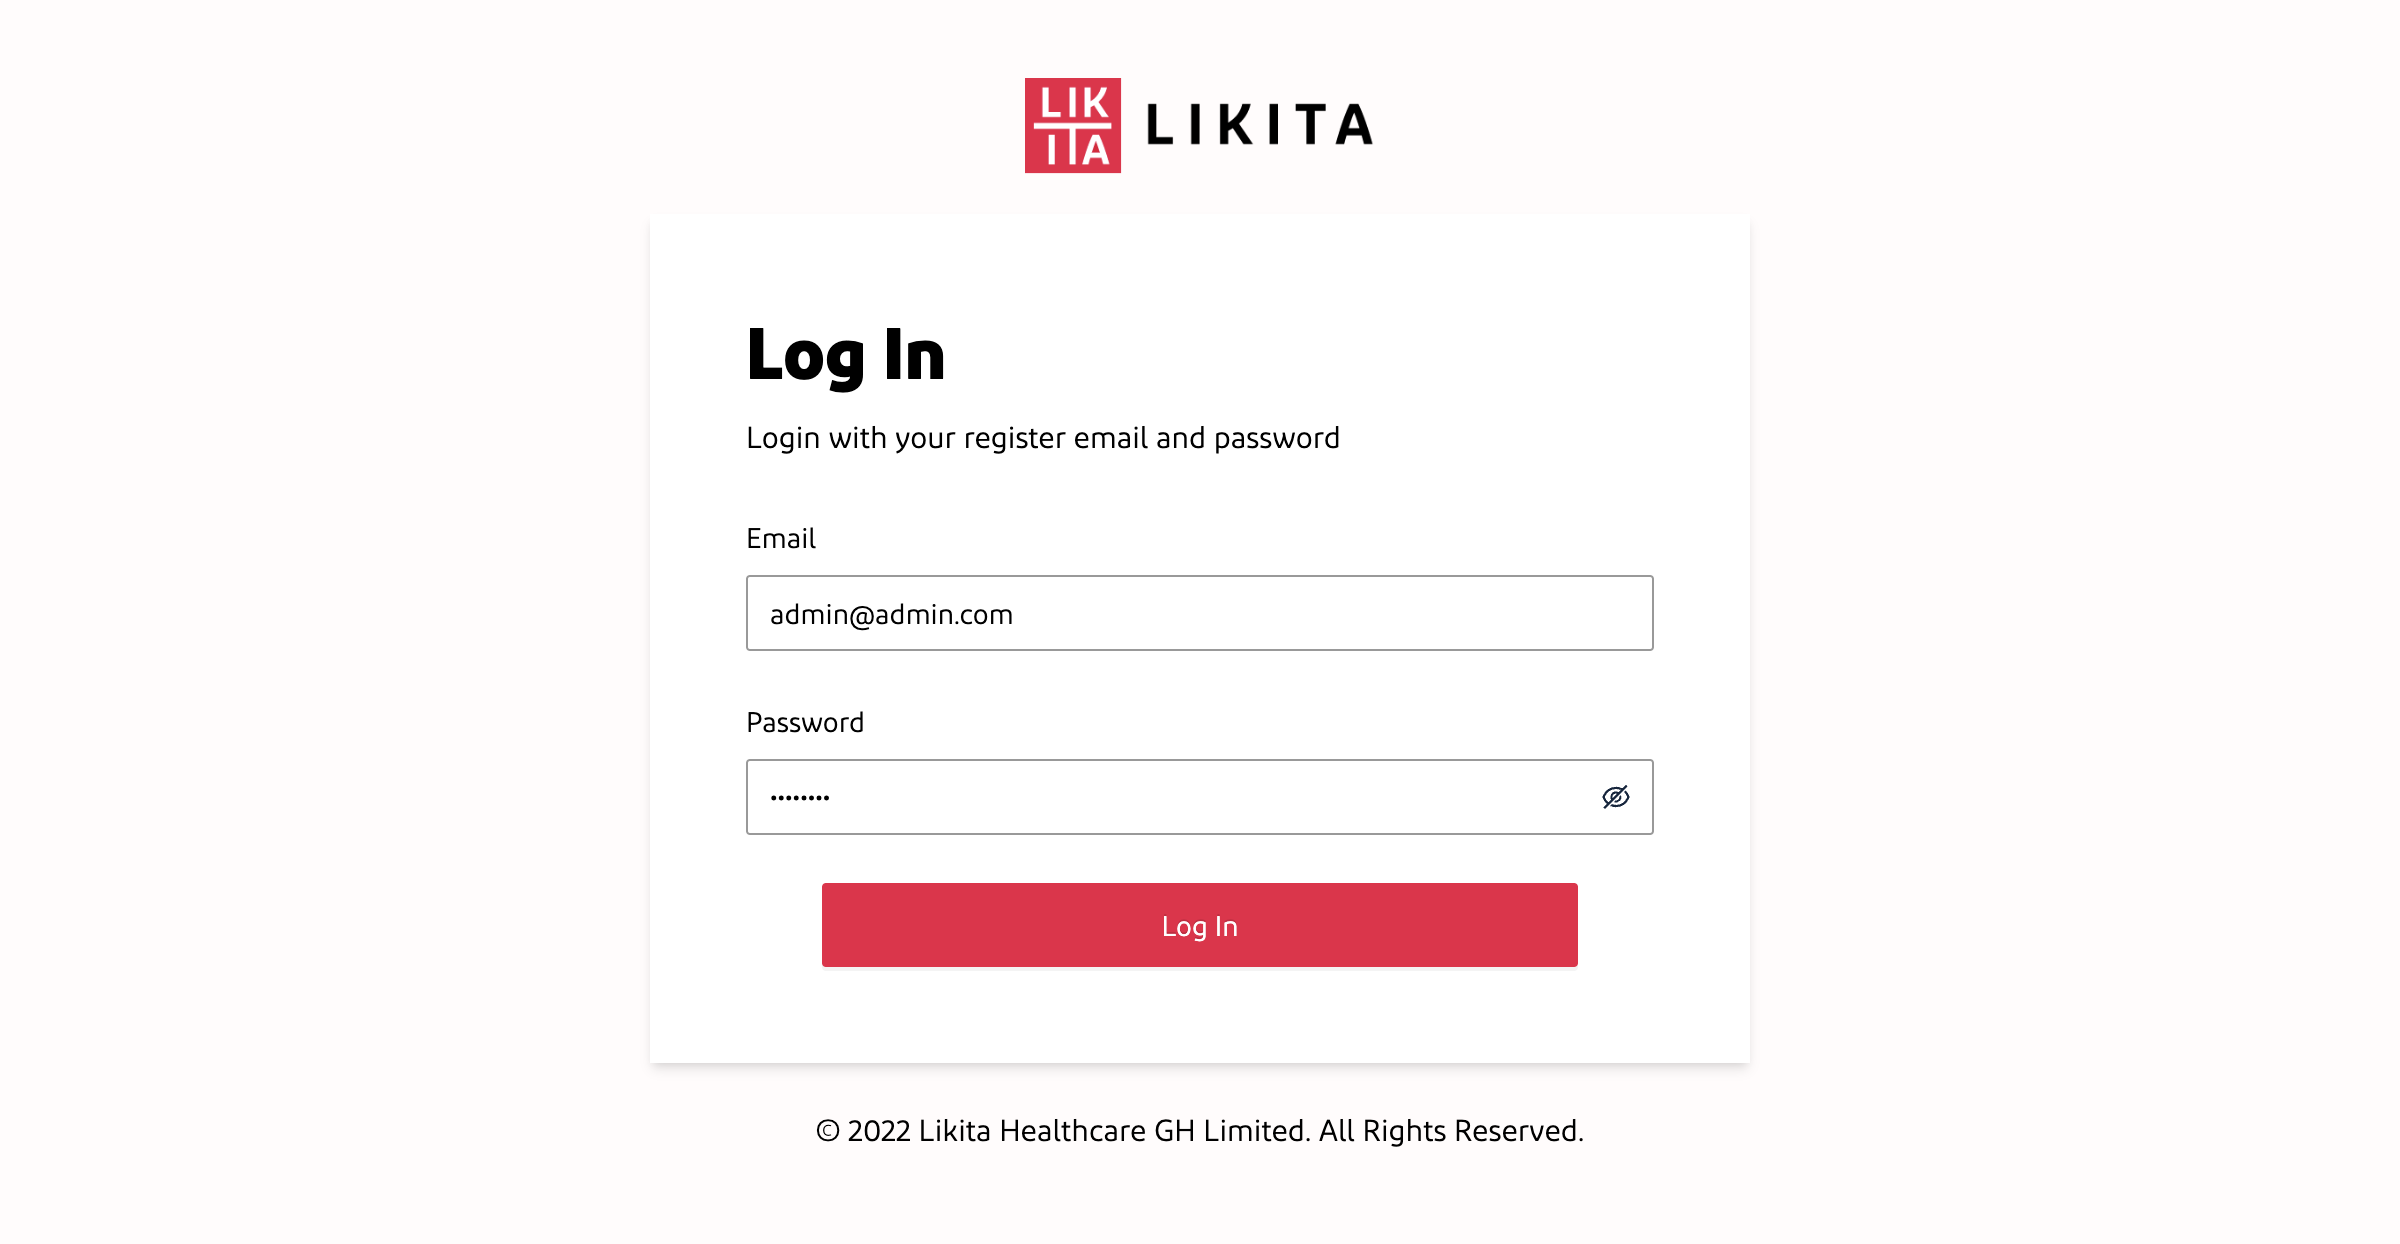 LIK
ITA
LIKITA
Log In
Login with your register email and password
Email
admin@admin.com
Password
••••••••
Log In
© 2022 Likita Healthcare GH Limited. All Rights Reserved.